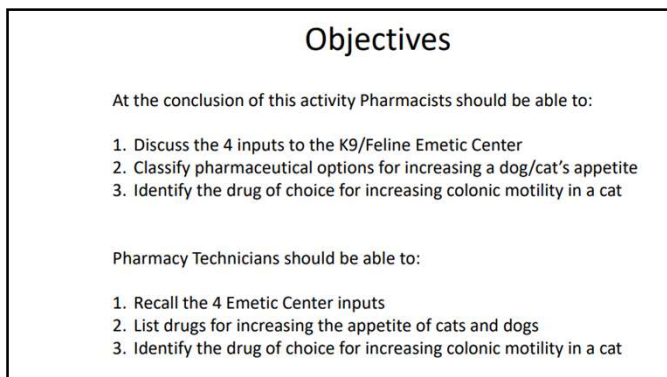 Objectives
At the conclusion of this activity Pharmacists should be able to:
1. Discuss the 4 inputs to the K9/Feline Emetic Center
2. Classify pharmaceutical options for increasing a dog/cat's appetite
3. Identify the drug of choice for increasing colonic motility in a cat
Pharmacy Technicians should be able to:
1. Recall the 4 Emetic Center inputs
2. List drugs for increasing the appetite of cats and dogs
3. Identify the drug of choice for increasing colonic motility in a cat